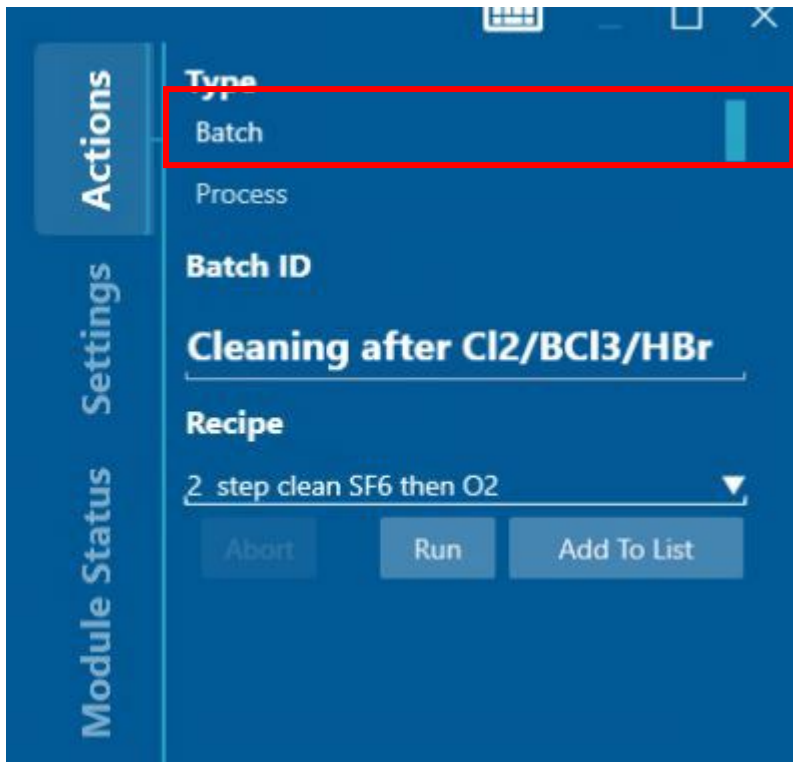 Actions
Settings
Module Status
Type
Batch
Process
Batch ID
Cleaning after Cl2/BCl3/HBr
Recipe
2 step clean SF6 then O2
Abort
Run
Add To List